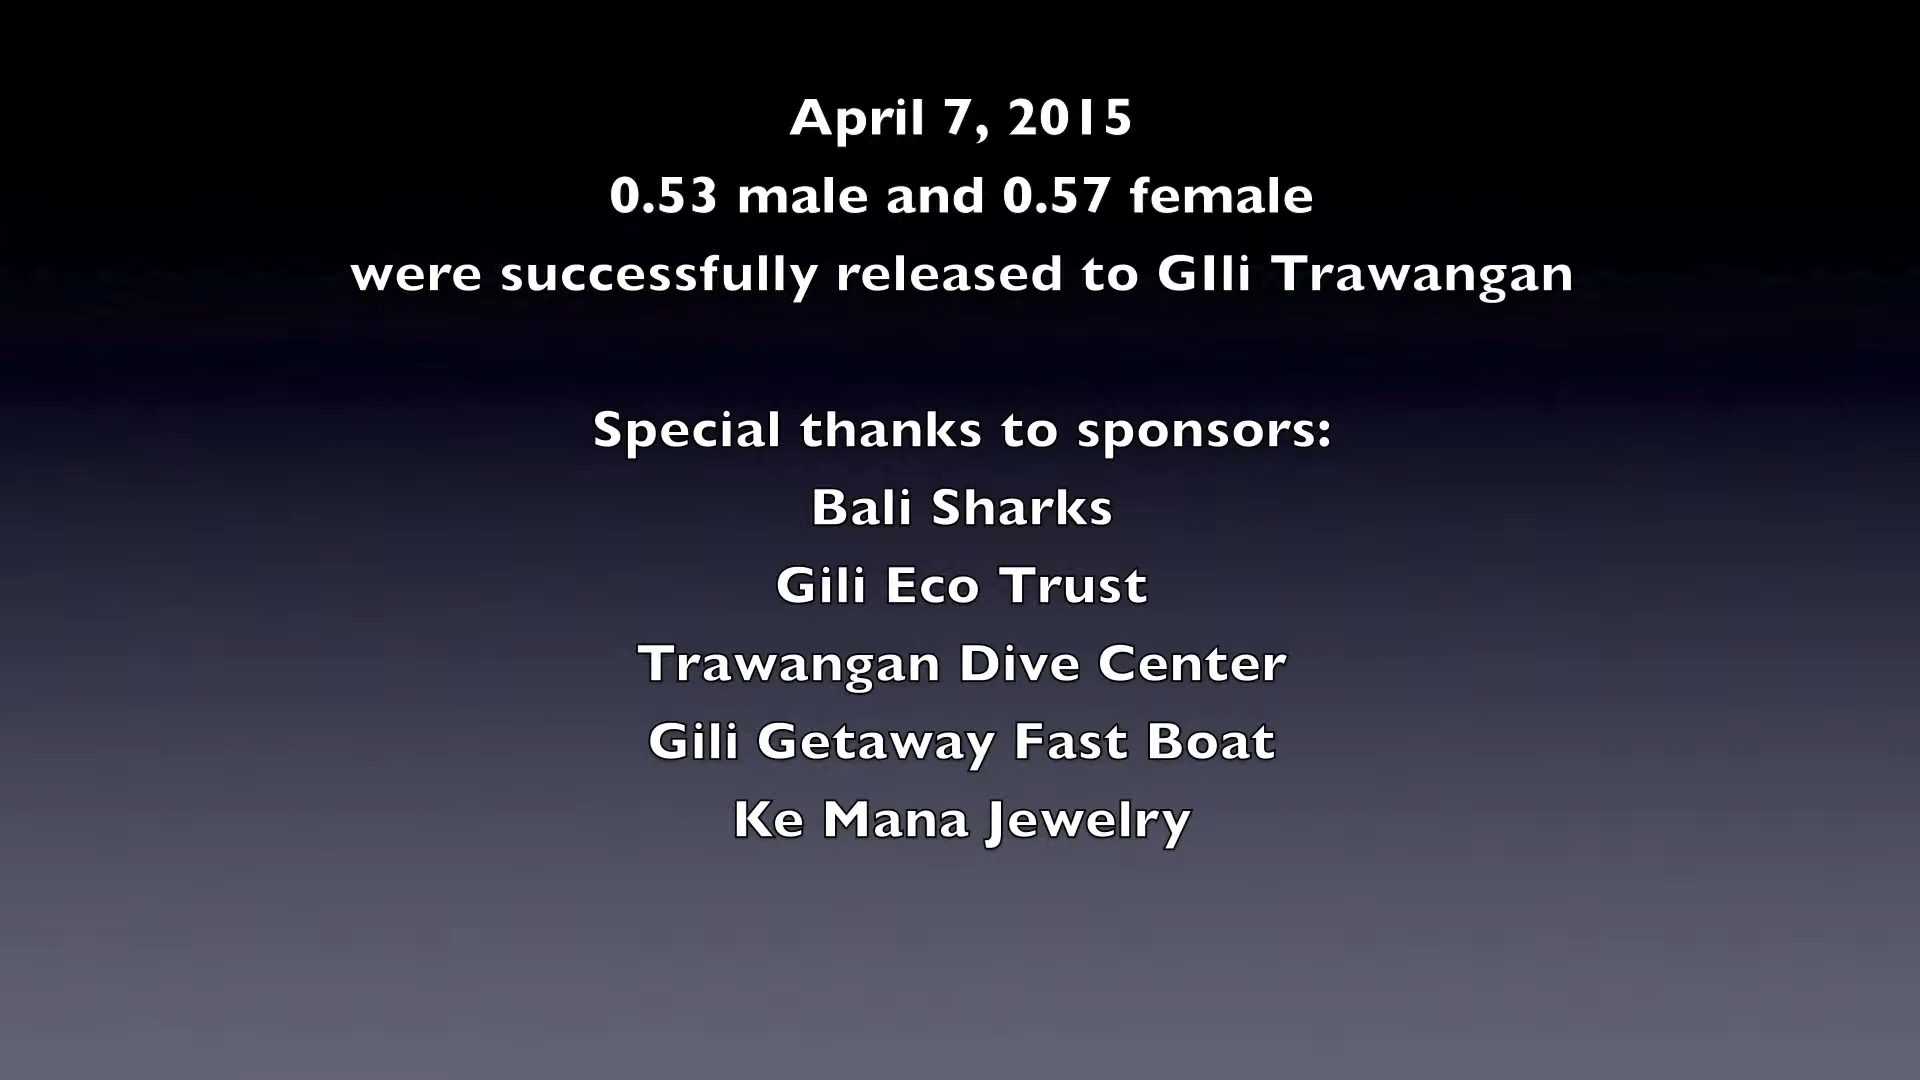 April 7, 2015
0.53 male and 0.57 female
were successfully released to GIli Trawangan
Special thanks to sponsors:
Bali Sharks
Gili Eco Trust
Trawangan Dive Center
Gili Getaway Fast Boat
Ke Mana Jewelry